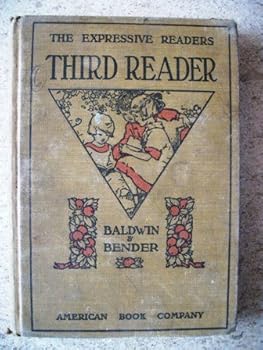 THE EXPRESSIVE READERS
THIRD READER
BALDWIN
&
BENDER
AMERICAN BOOK COMPANY